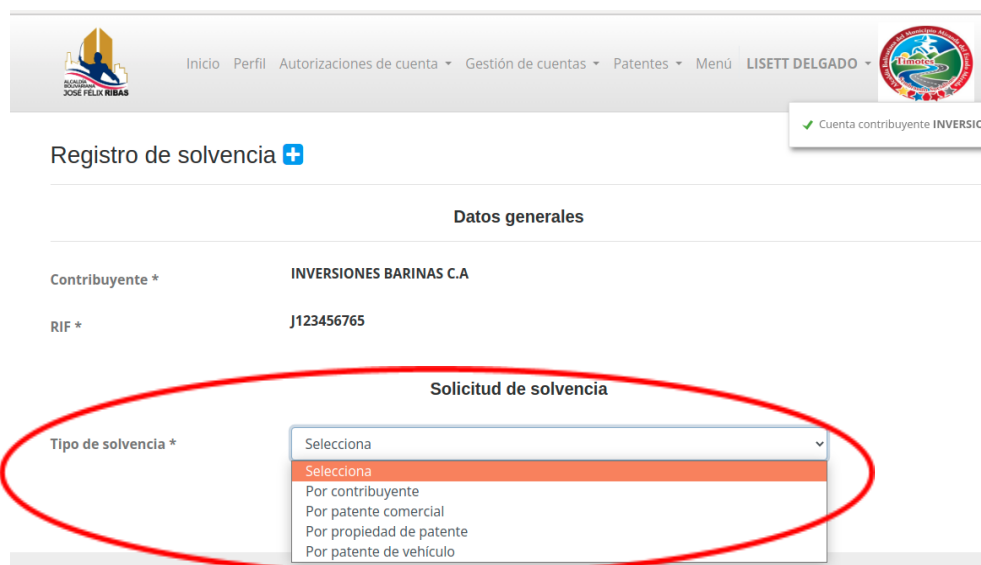 ALCALDIA
BOLIVARIANA
JOSÉ FÉLIX RIBAS
Inicio Perfil Autorizaciones de cuenta Gestión de cuentas Patentes Menú LISETT DELGADO
Timotes
Cuenta contribuyente INVERSIO
Registro de solvencia
Datos generales
Contribuyente * INVERSIONES BARINAS C.A
RIF * J123456765
Solicitud de solvencia
Tipo de solvencia * Selecciona
Selecciona
Por contribuyente
Por patente comercial
Por propiedad de patente
Por patente de vehículo